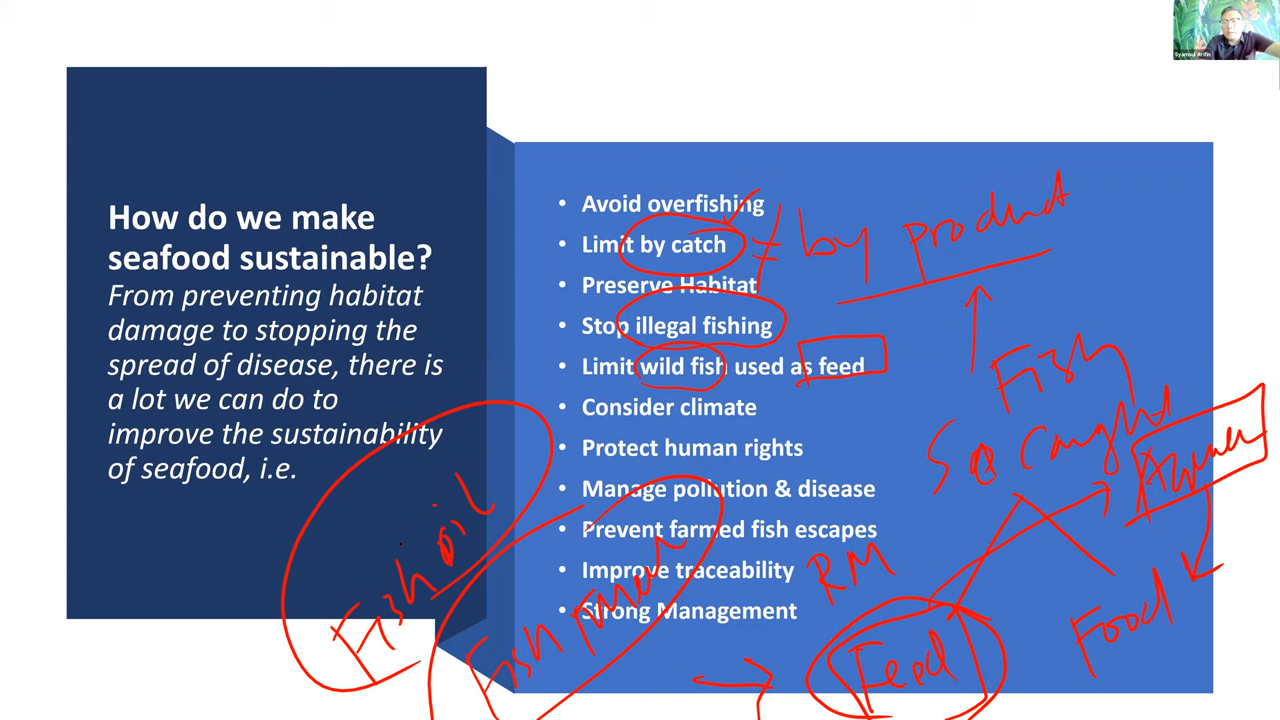 Syamsul Arifin
How do we make
seafood sustainable?
From preventing habitat
damage to stopping the
spread of disease, there is
a lot we can do to
improve the sustainability
of seafood, i.e.
• Avoid overfishing
• Limit by catch
• Preserve Habitat
• Stop illegal fishing
• Limit wild fish used as feed
• Consider climate
• Protect human rights
• Manage pollution & disease
• Prevent farmed fish escapes
• Improve traceability
• Strong Management
≠ by product
Fish
caught
RM
Food
Feed
Fish oil
Fish